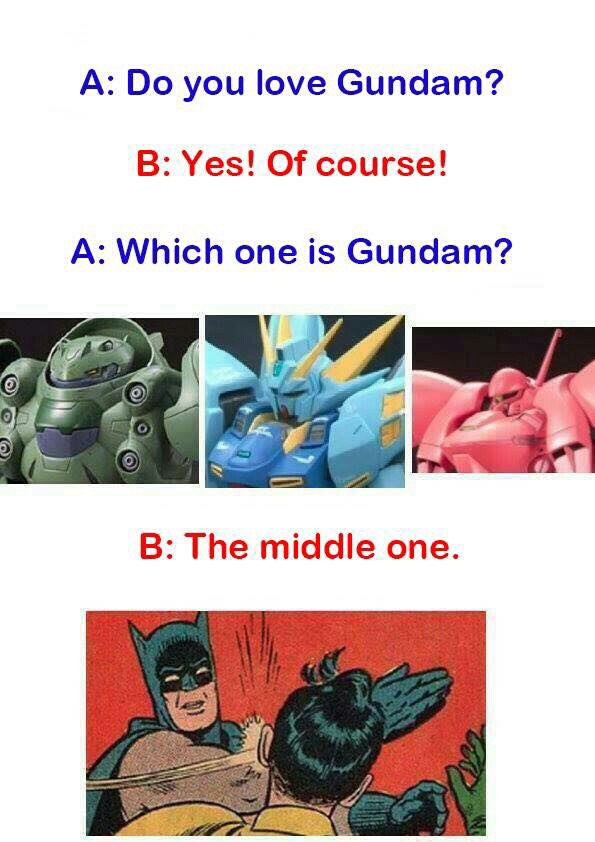 A: Do you love Gundam?
B: Yes! Of course!
A: Which one is Gundam?
B: The middle one.